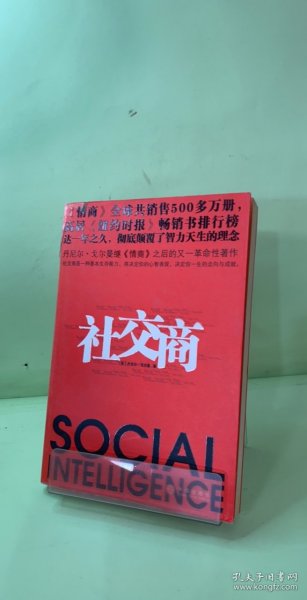 《情商》全球共销售500多万册，
《纽约时报》畅销书排行榜
达一年之久，彻底颠覆了智力天生的理念
丹尼尔·戈尔曼继《情商》之后的又一革命性著作
社交商
SOCIAL
INTELLIGENCE
孔夫子旧书网
www.kongfz.com